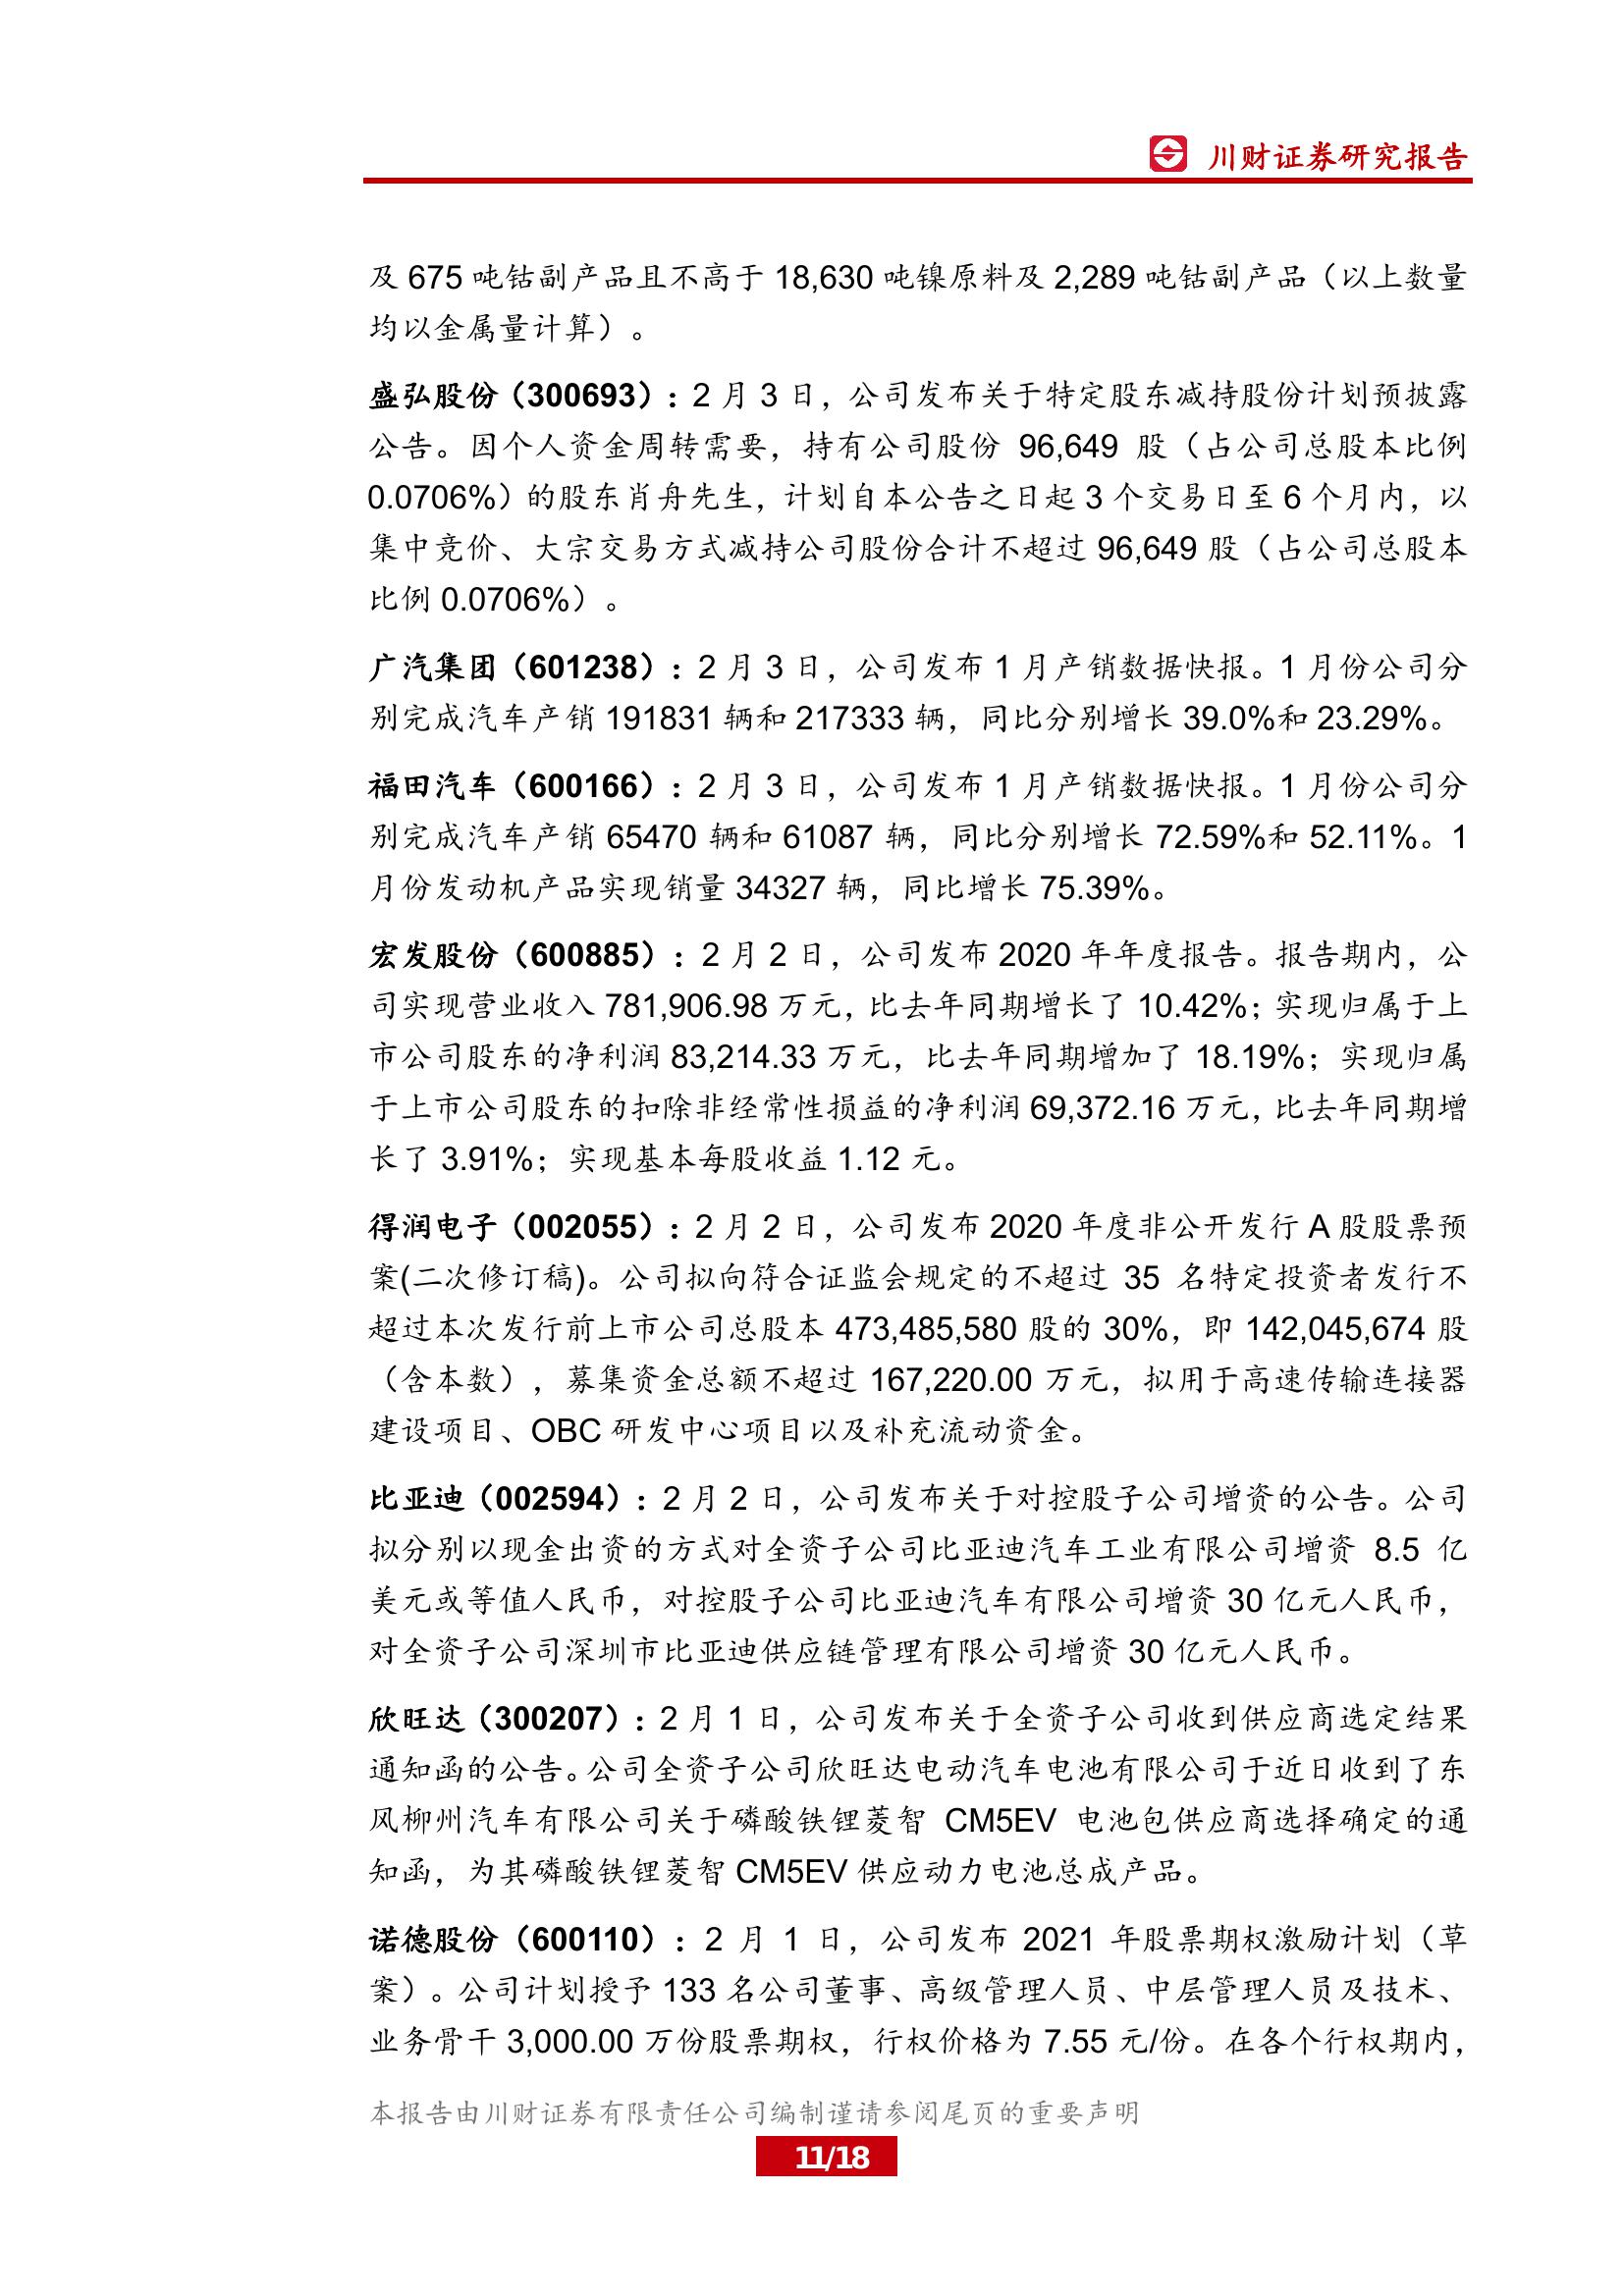 川财证券研究报告
及 675 吨钴副产品且不高于 18,630 吨镍原料及 2,289 吨钴副产品（以上数量
均以金属量计算）。
盛弘股份（300693）：2 月 3 日，公司发布关于特定股东减持股份计划预披露
公告。因个人资金周转需要，持有公司股份 96,649 股（占公司总股本比例
0.0706%）的股东肖舟先生，计划自本公告之日起 3 个交易日至 6 个月内，以
集中竞价、大宗交易方式减持公司股份合计不超过 96,649 股（占公司总股本
比例 0.0706%）。
广汽集团（601238）：2 月 3 日，公司发布 1 月产销数据快报。1 月份公司分
别完成汽车产销 191831 辆和 217333 辆，同比分别增长 39.0%和 23.29%。
福田汽车（600166）：2 月 3 日，公司发布 1 月产销数据快报。1 月份公司分
别完成汽车产销 65470 辆和 61087 辆，同比分别增长 72.59%和 52.11%。1
月份发动机产品实现销量 34327 辆，同比增长 75.39%。
宏发股份（600885）：2 月 2 日，公司发布 2020 年年度报告。报告期内，公
司实现营业收入 781,906.98 万元，比去年同期增长了 10.42%；实现归属于上
市公司股东的净利润 83,214.33 万元，比去年同期增加了 18.19%；实现归属
于上市公司股东的扣除非经常性损益的净利润 69,372.16 万元，比去年同期增
长了 3.91%；实现基本每股收益 1.12 元。
得润电子（002055）：2 月 2 日，公司发布 2020 年度非公开发行 A 股股票预
案(二次修订稿)。公司拟向符合证监会规定的不超过 35 名特定投资者发行不
超过本次发行前上市公司总股本 473,485,580 股的 30%，即 142,045,674 股
（含本数），募集资金总额不超过 167,220.00 万元，拟用于高速传输连接器
建设项目、OBC 研发中心项目以及补充流动资金。
比亚迪（002594）：2 月 2 日，公司发布关于对控股子公司增资的公告。公司
拟分别以现金出资的方式对全资子公司比亚迪汽车工业有限公司增资 8.5 亿
美元或等值人民币，对控股子公司比亚迪汽车有限公司增资 30 亿元人民币，
对全资子公司深圳市比亚迪供应链管理有限公司增资 30 亿元人民币。
欣旺达（300207）：2 月 1 日，公司发布关于全资子公司收到供应商选定结果
通知函的公告。公司全资子公司欣旺达电动汽车电池有限公司于近日收到了东
风柳州汽车有限公司关于磷酸铁锂菱智 CM5EV 电池包供应商选择确定的通
知函，为其磷酸铁锂菱智 CM5EV 供应动力电池总成产品。
诺德股份（600110）：2 月 1 日，公司发布 2021 年股票期权激励计划（草
案）。公司计划授予 133 名公司董事、高级管理人员、中层管理人员及技术、
业务骨干 3,000.00 万份股票期权，行权价格为 7.55 元/份。在各个行权期内，
本报告由川财证券有限责任公司编制谨请参阅尾页的重要声明
11/18